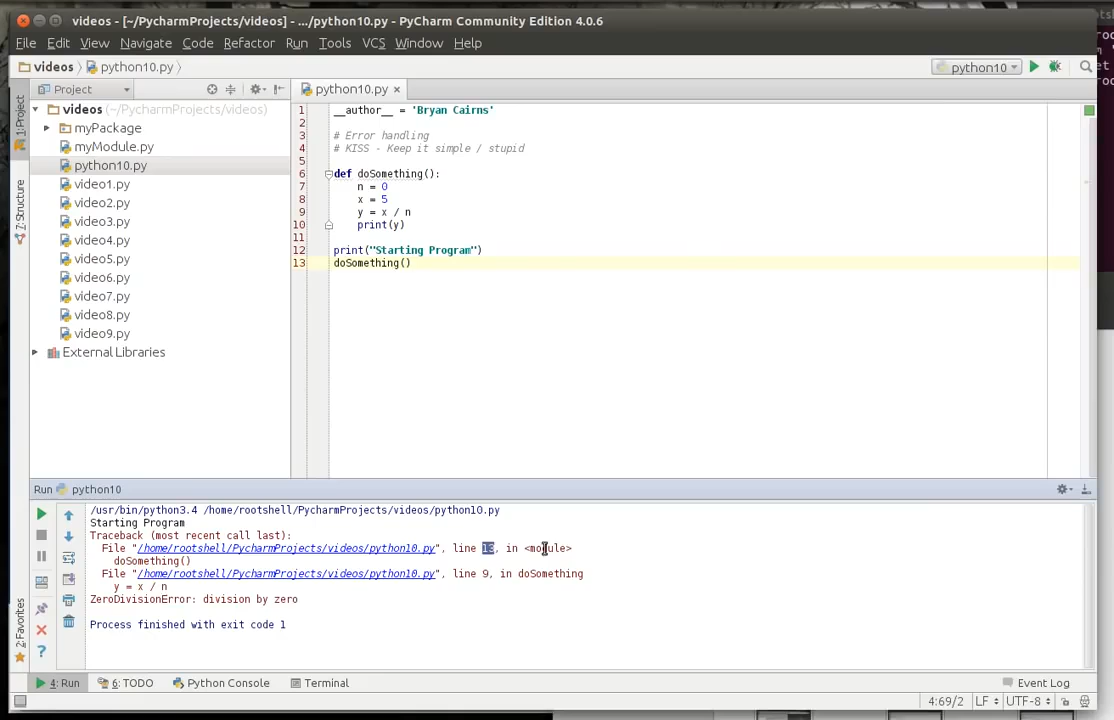 videos - [~/PycharmProjects/videos] - .../python10.py - PyCharm Community Edition 4.0.6
File Edit View Navigate Code Refactor Run Tools VCS Window Help
videos python10.py python10
1: Project
7: Structure
2: Favorites
Project
videos (~/PycharmProjects/videos)
myPackage
myModule.py
python10.py
video1.py
video2.py
video3.py
video4.py
video5.py
video6.py
video7.py
video8.py
video9.py
External Libraries
python10.py
1 __author__ = 'Bryan Cairns'
2
3 # Error handling
4 # KISS - Keep it simple / stupid
5
6 def doSomething():
7 n = 0
8 x = 5
9 y = x / n
10 print(y)
11
12 print("Starting Program")
13 doSomething()
Run python10
/usr/bin/python3.4 /home/rootshell/PycharmProjects/videos/python10.py
Starting Program
Traceback (most recent call last):
File "/home/rootshell/PycharmProjects/videos/python10.py", line 13, in <module>
doSomething()
File "/home/rootshell/PycharmProjects/videos/python10.py", line 9, in doSomething
y = x / n
ZeroDivisionError: division by zero
Process finished with exit code 1
4: Run 6: TODO Python Console Terminal Event Log
4:69/2 LF UTF-8